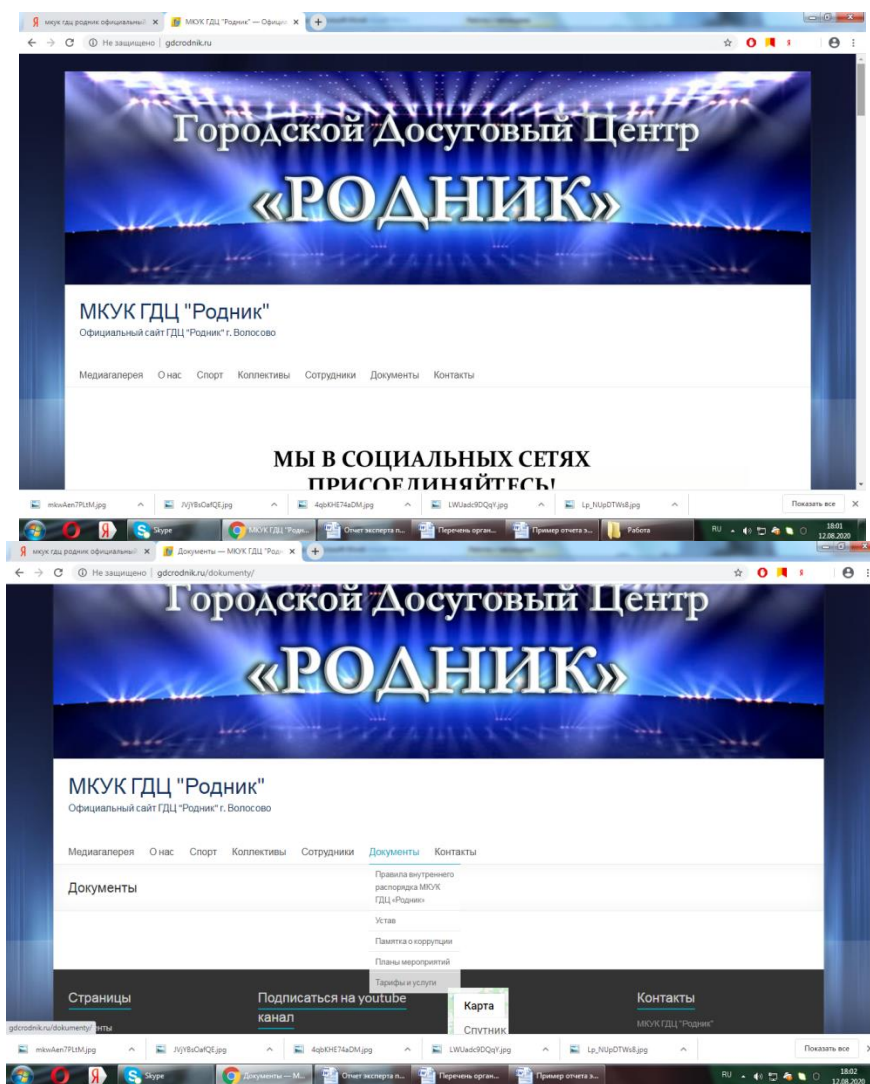 мкук гдц родник официальный
МКУК ГДЦ "Родник" — Официа
Не защищено | gdcrodnik.ru
Городской Досуговый Центр
«РОДНИК»
МКУК ГДЦ "Родник"
Официальный сайт ГДЦ "Родник" г. Волосово
Медиагалерея О нас Спорт Коллективы Сотрудники Документы Контакты
МЫ В СОЦИАЛЬНЫХ СЕТЯХ
ПРИСОЕДИНЯЙТЕСЬ!
mkwAen7PLtM.jpg JVjYBsOafQE.jpg 4qbKHE74aDM.jpg LWUadc9DQqY.jpg Lp_NUpDTWs8.jpg Показать все
Skype МКУК ГДЦ "Родн... Отчет эксперта п... Перечень орган... Пример отчета э... Работа RU 18:01
12.08.2020
мкук гдц родник официальный
Документы — МКУК ГДЦ "Род
Не защищено | gdcrodnik.ru/dokumenty/
Городской Досуговый Центр
«РОДНИК»
МКУК ГДЦ "Родник"
Официальный сайт ГДЦ "Родник" г. Волосово
Медиагалерея О нас Спорт Коллективы Сотрудники Документы Контакты
Документы
Правила внутреннего
распорядка МКУК
ГДЦ «Родник»
Устав
Памятка о коррупции
Планы мероприятий
Тарифы и услуги
Страницы
Подписаться на youtube
канал
Карта
Спутник
Контакты
МКУК ГДЦ "Родник"
gdcrodnik.ru/dokumenty/
mkwAen7PLtM.jpg JVjYBsOafQE.jpg 4qbKHE74aDM.jpg LWUadc9DQqY.jpg Lp_NUpDTWs8.jpg Показать все
Skype Документы — М... Отчет эксперта п... Перечень орган... Пример отчета э... RU 18:02
12.08.2020